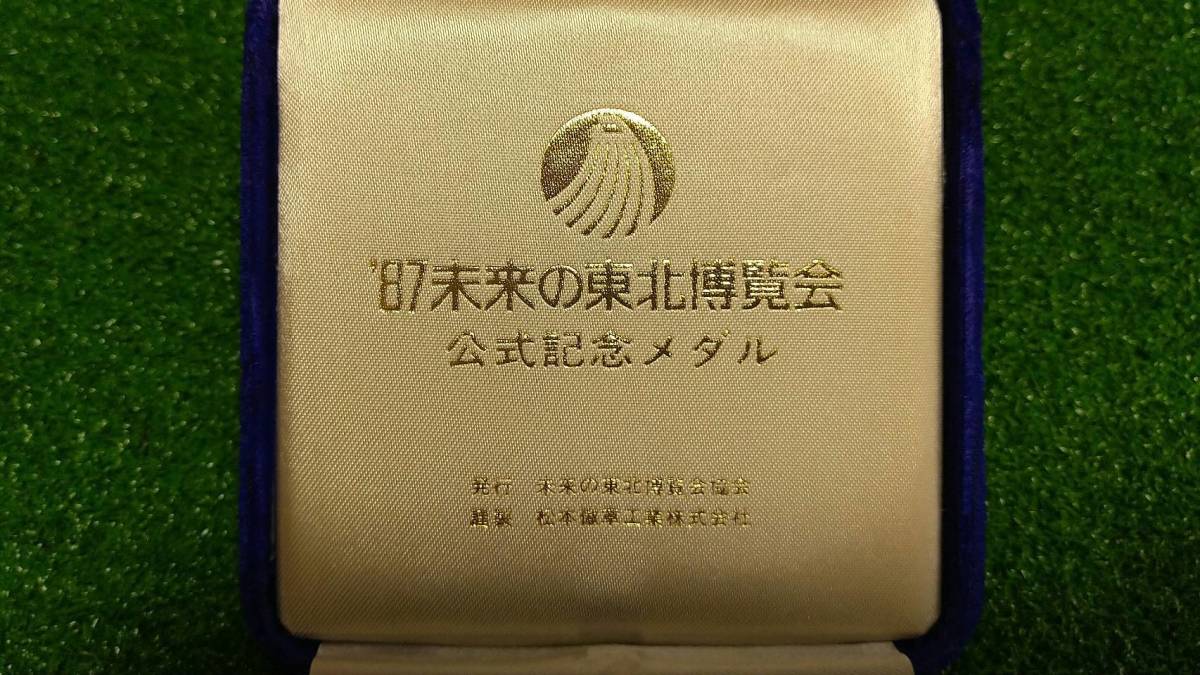 '87未来の東北博覧会
公式記念メダル
発行 未来の東北博覧会協会
謹製 松本徽章工業株式会社